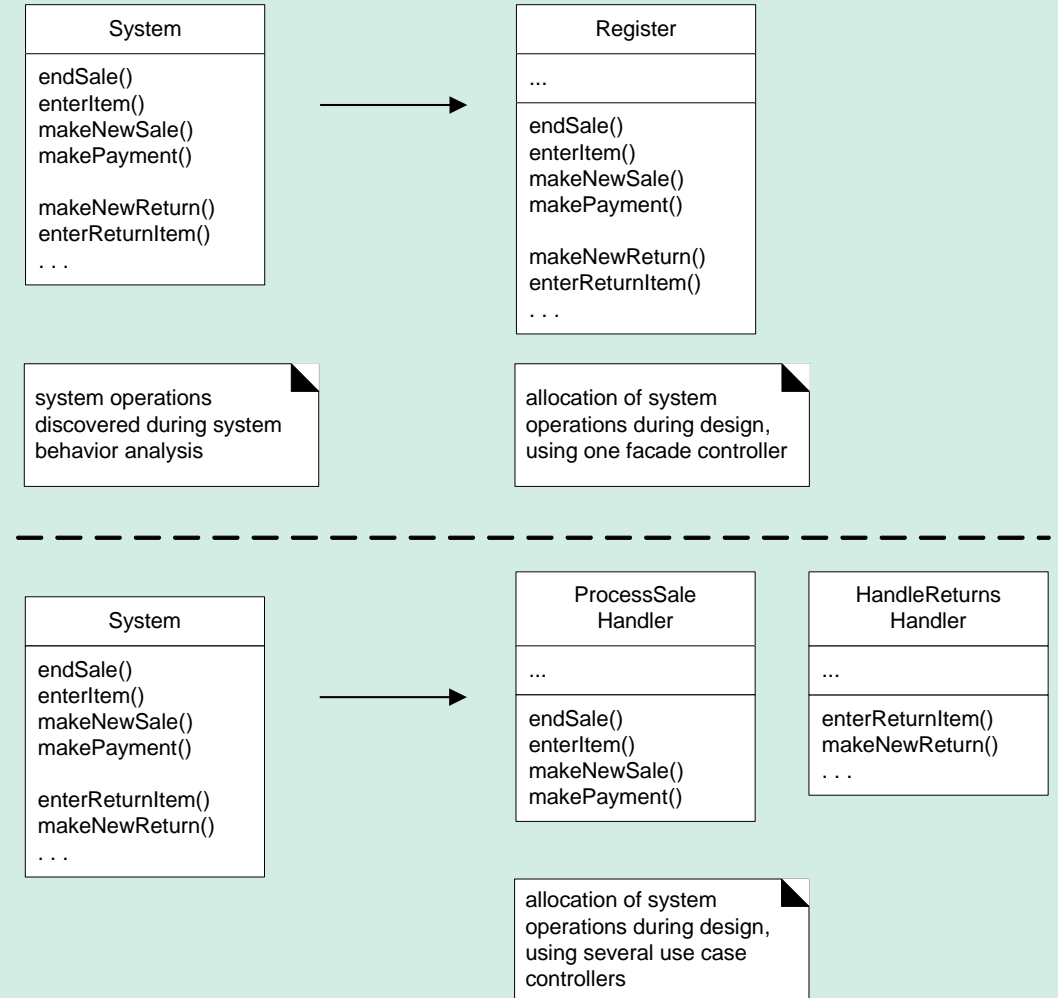 System
endSale()
enterItem()
makeNewSale()
makePayment()
makeNewReturn()
enterReturnItem()
. . .
Register
...
endSale()
enterItem()
makeNewSale()
makePayment()
makeNewReturn()
enterReturnItem()
. . .
system operations
discovered during system
behavior analysis
allocation of system
operations during design,
using one facade controller
System
endSale()
enterItem()
makeNewSale()
makePayment()
enterReturnItem()
makeNewReturn()
. . .
ProcessSale
Handler
...
endSale()
enterItem()
makeNewSale()
makePayment()
HandleReturns
Handler
...
enterReturnItem()
makeNewReturn()
. . .
allocation of system
operations during design,
using several use case
controllers